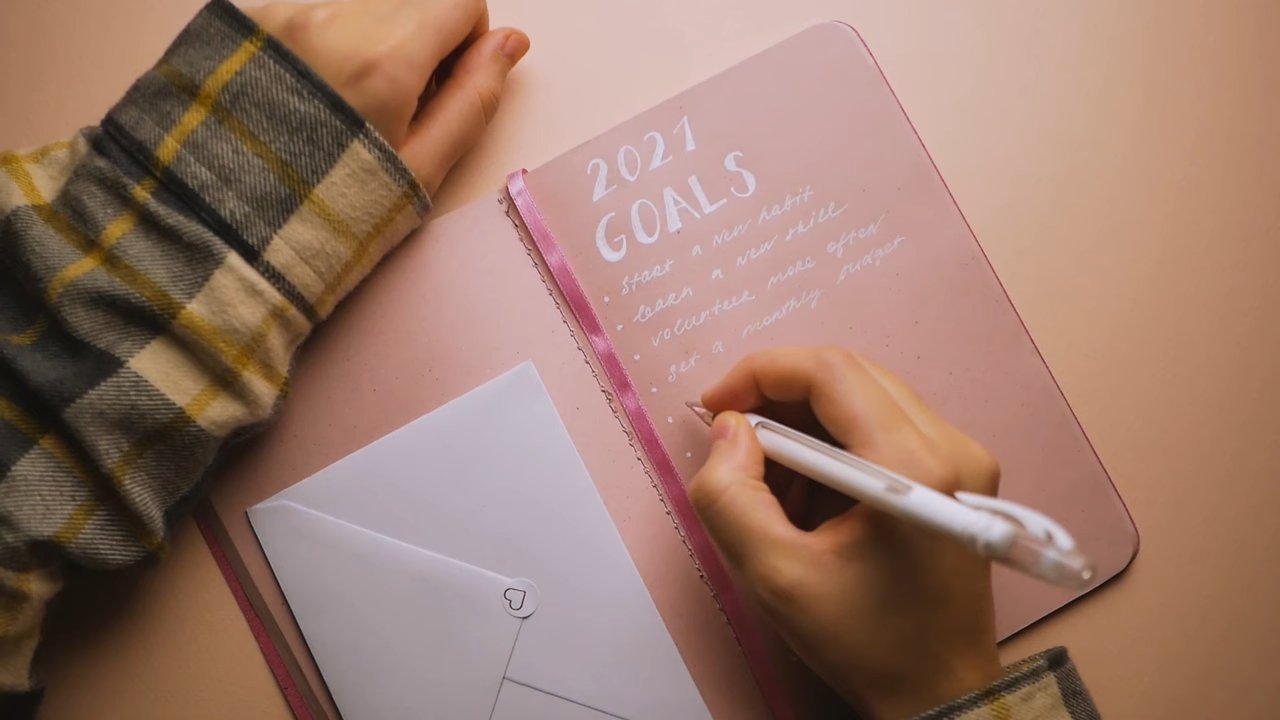 2021
GOALS
• start a new habit
• learn a new skill
• volunteer more often
• set a monthly budget
•
•